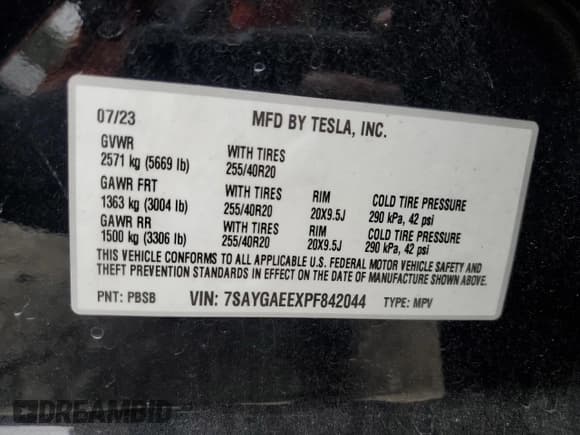 07/23 MFD BY TESLA, INC.
GVWR
2571 kg (5669 lb) WITH TIRES 255/40R20
GAWR FRT
1363 kg (3004 lb) WITH TIRES 255/40R20 RIM 20X9.5J COLD TIRE PRESSURE 290 kPa, 42 psi
GAWR RR
1500 kg (3306 lb) WITH TIRES 255/40R20 RIM 20X9.5J COLD TIRE PRESSURE 290 kPa, 42 psi
THIS VEHICLE CONFORMS TO ALL APPLICABLE U.S. FEDERAL MOTOR VEHICLE SAFETY AND
THEFT PREVENTION STANDARDS IN EFFECT ON THE DATE OF MANUFACTURE SHOWN ABOVE.
PNT: PBSB VIN: 7SAYGAEEXPF842044 TYPE: MPV
DREAMBID